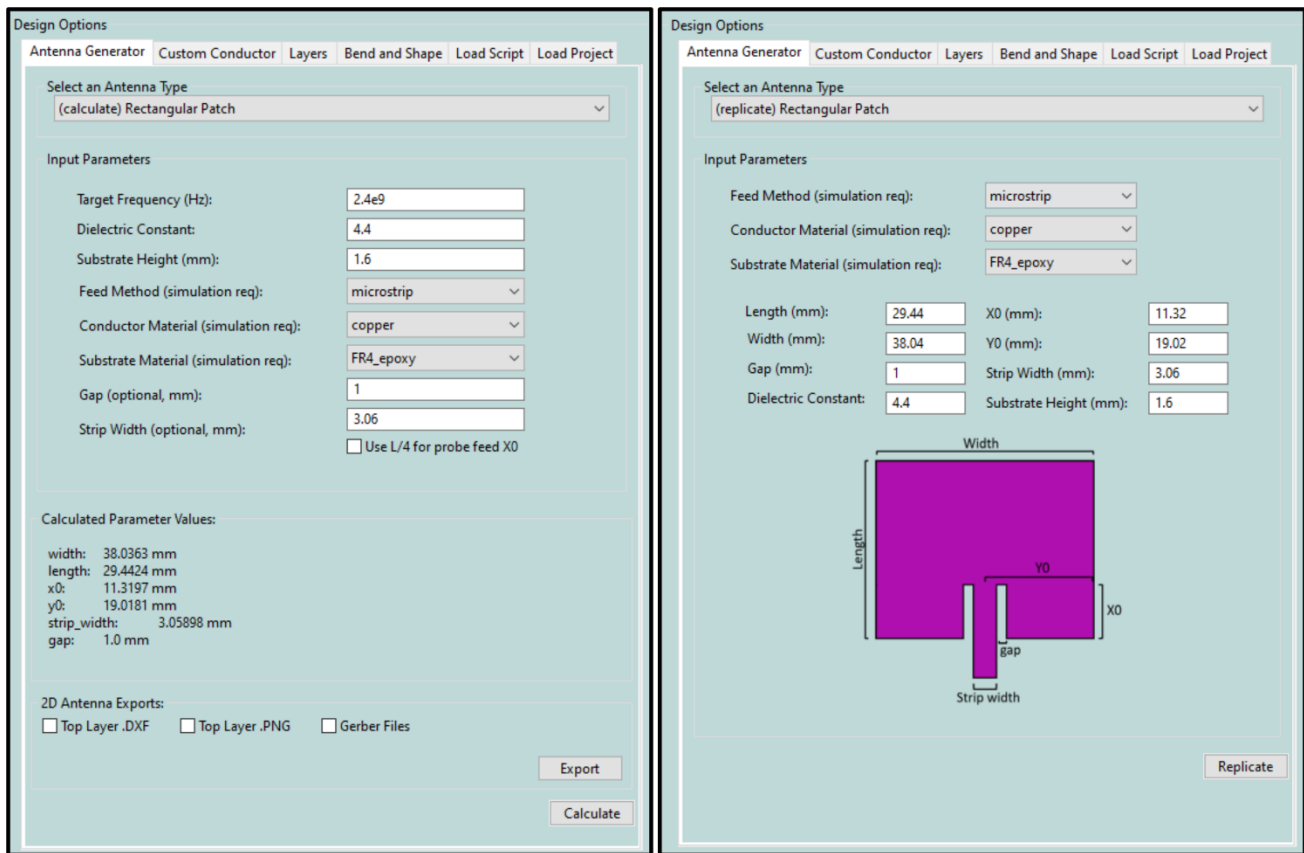 Design Options
Antenna Generator Custom Conductor Layers Bend and Shape Load Script Load Project
Select an Antenna Type
(calculate) Rectangular Patch
Input Parameters
Target Frequency (Hz): 2.4e9
Dielectric Constant: 4.4
Substrate Height (mm): 1.6
Feed Method (simulation req): microstrip
Conductor Material (simulation req): copper
Substrate Material (simulation req): FR4_epoxy
Gap (optional, mm): 1
Strip Width (optional, mm): 3.06
Use L/4 for probe feed X0
Calculated Parameter Values:
width: 38.0363 mm
length: 29.4424 mm
x0: 11.3197 mm
y0: 19.0181 mm
strip_width: 3.05898 mm
gap: 1.0 mm
2D Antenna Exports:
Top Layer .DXF Top Layer .PNG Gerber Files
Export
Calculate
Design Options
Antenna Generator Custom Conductor Layers Bend and Shape Load Script Load Project
Select an Antenna Type
(replicate) Rectangular Patch
Input Parameters
Feed Method (simulation req): microstrip
Conductor Material (simulation req): copper
Substrate Material (simulation req): FR4_epoxy
Length (mm): 29.44 X0 (mm): 11.32
Width (mm): 38.04 Y0 (mm): 19.02
Gap (mm): 1 Strip Width (mm): 3.06
Dielectric Constant: 4.4 Substrate Height (mm): 1.6
Width
Length
Y0
X0
gap
Strip width
Replicate